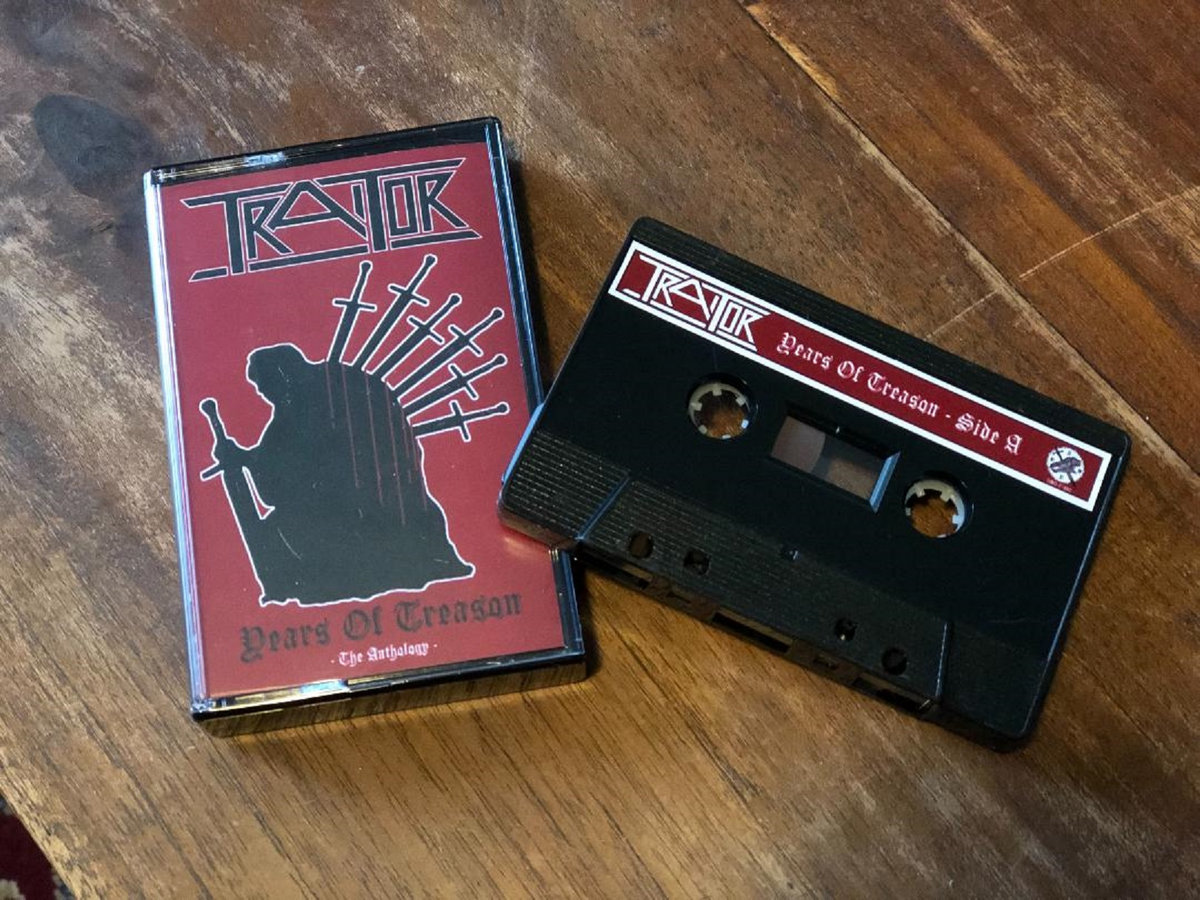 TRAITOR
Years Of Treason
- The Anthology -
TRAITOR
Years Of Treason - Side A